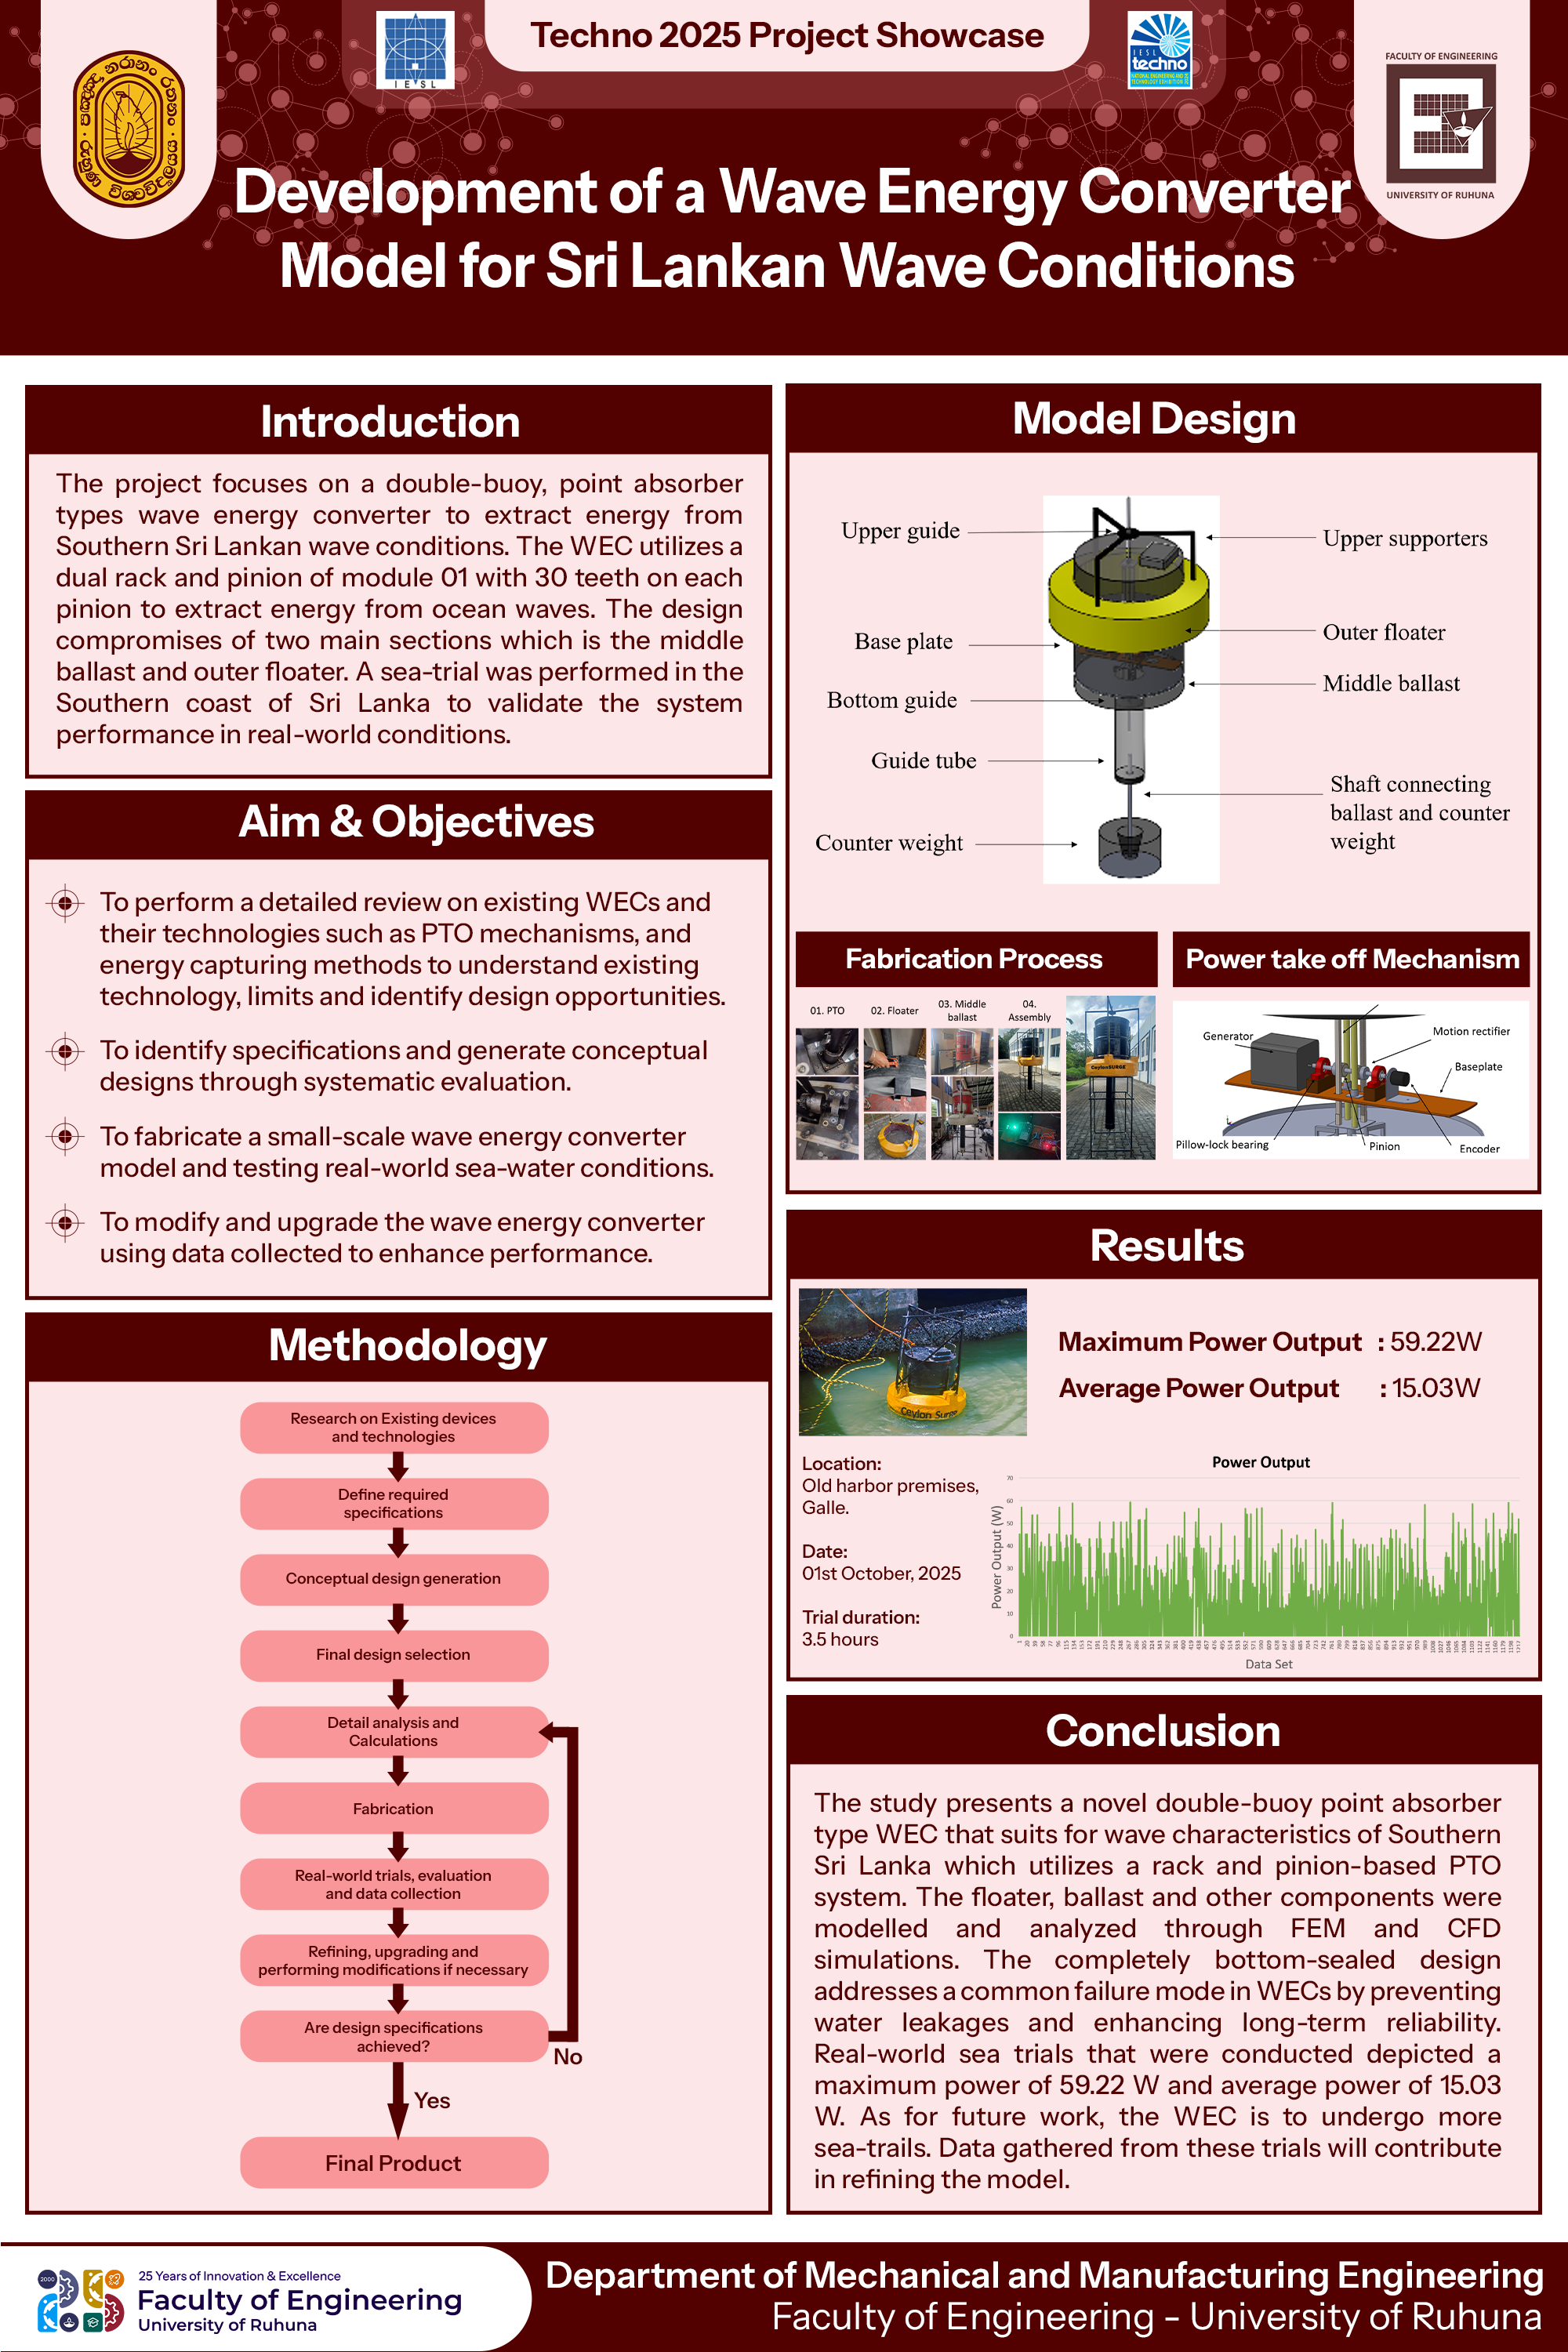 Techno 2025 Project Showcase
IESL
IESL
techno
NATIONAL ENGINEERING AND
TECHNOLOGY EXHIBITION
FACULTY OF ENGINEERING
UNIVERSITY OF RUHUNA
Development of a Wave Energy Converter
Model for Sri Lankan Wave Conditions
Introduction
The project focuses on a double-buoy, point absorber
types wave energy converter to extract energy from
Southern Sri Lankan wave conditions. The WEC utilizes a
dual rack and pinion of module 01 with 30 teeth on each
pinion to extract energy from ocean waves. The design
compromises of two main sections which is the middle
ballast and outer floater. A sea-trial was performed in the
Southern coast of Sri Lanka to validate the system
performance in real-world conditions.
Aim & Objectives
To perform a detailed review on existing WECs and
their technologies such as PTO mechanisms, and
energy capturing methods to understand existing
technology, limits and identify design opportunities.
To identify specifications and generate conceptual
designs through systematic evaluation.
To fabricate a small-scale wave energy converter
model and testing real-world sea-water conditions.
To modify and upgrade the wave energy converter
using data collected to enhance performance.
Methodology
Research on Existing devices
and technologies
Define required
specifications
Conceptual design generation
Final design selection
Detail analysis and
Calculations
Fabrication
Real-world trials, evaluation
and data collection
Refining, upgrading and
performing modifications if necessary
Are design specifications
achieved?
No
Yes
Final Product
Model Design
Upper guide
Upper supporters
Outer floater
Base plate
Middle ballast
Bottom guide
Guide tube
Shaft connecting
ballast and counter
weight
Counter weight
Fabrication Process
01. PTO
02. Floater
03. Middle
ballast
04.
Assembly
CeylonSURGE
Power take off Mechanism
Generator
Motion rectifier
Baseplate
Pillow-lock bearing
Pinion
Encoder
Results
Ceylon Surge
Maximum Power Output : 59.22W
Average Power Output : 15.03W
Location:
Old harbor premises,
Galle.
Date:
01st October, 2025
Trial duration:
3.5 hours
Power Output
Power Output (W)
70
60
50
40
30
20
10
0
Data Set
Conclusion
The study presents a novel double-buoy point absorber
type WEC that suits for wave characteristics of Southern
Sri Lanka which utilizes a rack and pinion-based PTO
system. The floater, ballast and other components were
modelled and analyzed through FEM and CFD
simulations. The completely bottom-sealed design
addresses a common failure mode in WECs by preventing
water leakages and enhancing long-term reliability.
Real-world sea trials that were conducted depicted a
maximum power of 59.22 W and average power of 15.03
W. As for future work, the WEC is to undergo more
sea-trails. Data gathered from these trials will contribute
in refining the model.
2000
25 Years of Innovation & Excellence
Faculty of Engineering
University of Ruhuna
Department of Mechanical and Manufacturing Engineering
Faculty of Engineering - University of Ruhuna